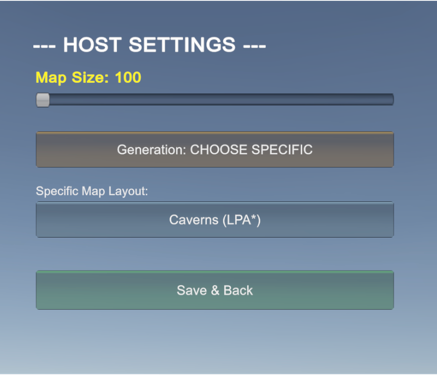 --- HOST SETTINGS ---
Map Size: 100
Generation: CHOOSE SPECIFIC
Specific Map Layout:
Caverns (LPA*)
Save & Back